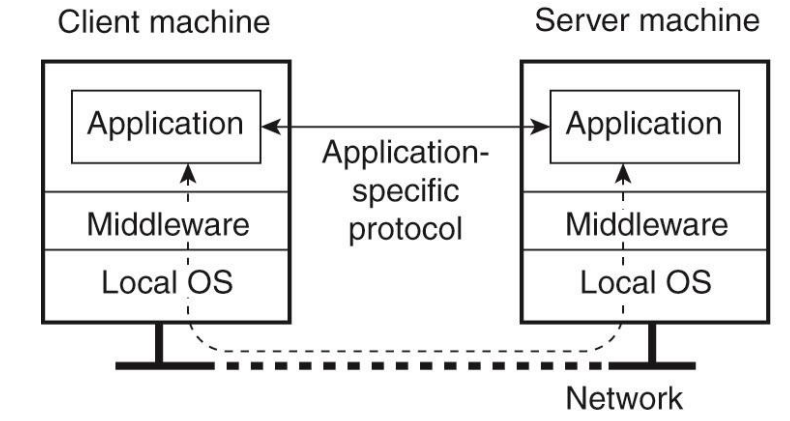 Client machine
Server machine
Application
Application
Application-
specific
protocol
Middleware
Middleware
Local OS
Local OS
Network